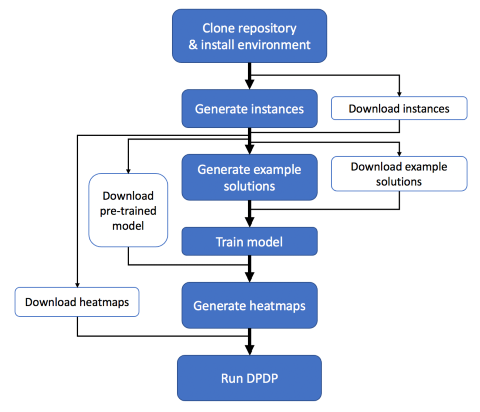 Clone repository
& install environment
Generate instances
Download instances
Generate example
solutions
Download example
solutions
Download
pre-trained
model
Train model
Download heatmaps
Generate heatmaps
Run DPDP